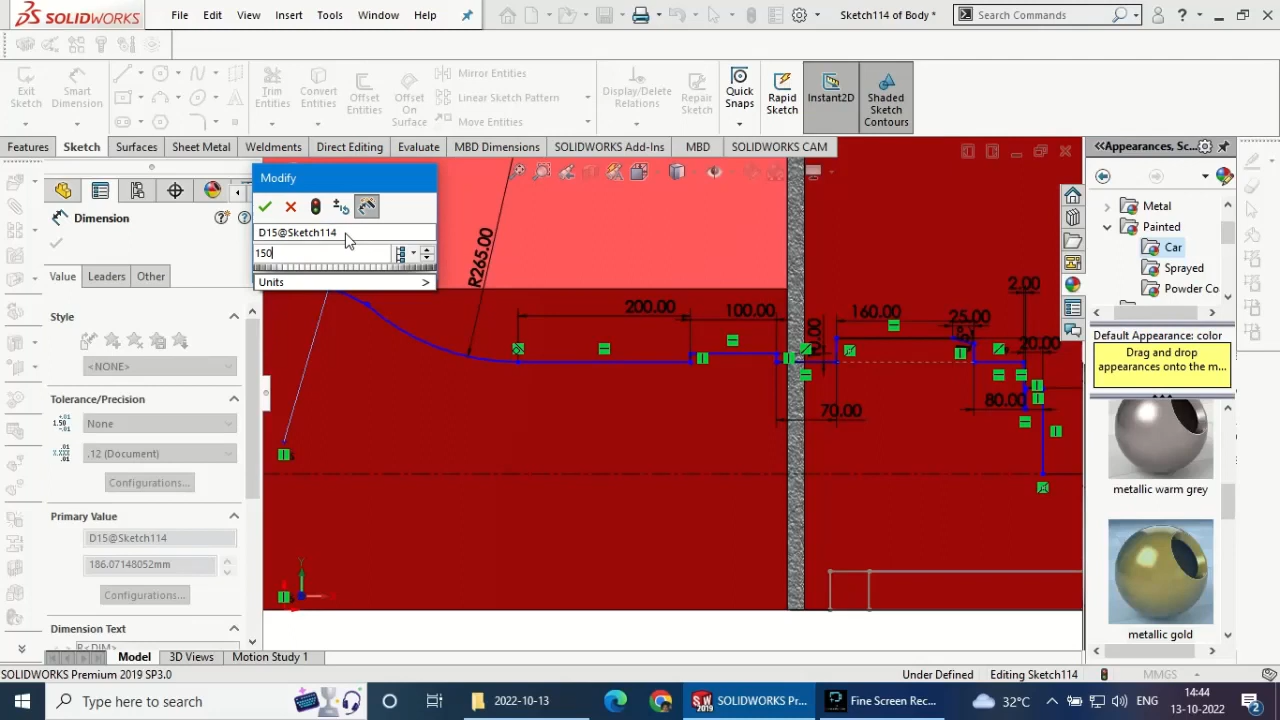 SOLIDWORKS File Edit View Insert Tools Window Help Sketch114 of Body * Search Commands
Exit Sketch
Smart Dimension
Trim Entities
Convert Entities
Offset Entities
Offset On Surface
Mirror Entities
Linear Sketch Pattern
Move Entities
Display/Delete Relations
Repair Sketch
Quick Snaps
Rapid Sketch
Instant2D
Shaded Sketch Contours
Features Sketch Surfaces Sheet Metal Weldments Direct Editing Evaluate MBD Dimensions SOLIDWORKS Add-Ins MBD SOLIDWORKS CAM
Dimension
Value Leaders Other
Style
<NONE>
Tolerance/Precision
None
.12 (Document)
Configurations...
Primary Value
D15@Sketch114
186.07148052mm
Configurations...
Dimension Text
R<DIM>
Modify
D15@Sketch114
150
Units
R265.00
200.00
100.00
160.00
25.00
2.00
20.00
70.00
80.00
<<Appearances, Sc...
Metal
Painted
Car
Sprayed
Powder Co
Default Appearance: color
Drag and drop
appearances onto the m...
metallic warm grey
metallic gold
Model 3D Views Motion Study 1
SOLIDWORKS Premium 2019 SP3.0 Under Defined Editing Sketch114 MMGS
Type here to search 2022-10-13 SOLIDWORKS Pr... Fine Screen Rec... 32°C ENG 14:44
13-10-2022